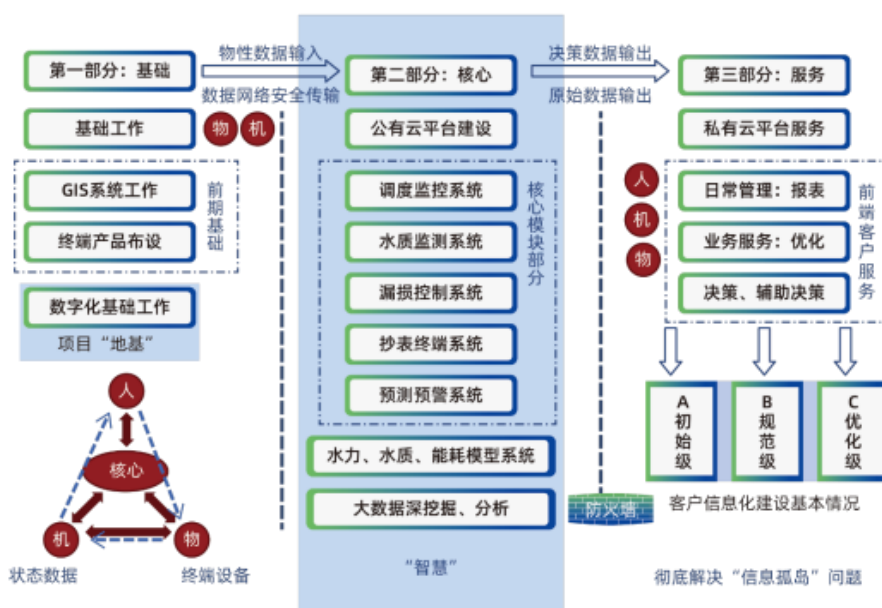 第一部分：基础
物性数据输入
数据网络安全传输
基础工作
物
机
GIS系统工作
终端产品布设
前期基础
数字化基础工作
项目“地基”
人
核心
机
物
状态数据
终端设备
第二部分：核心
公有云平台建设
调度监控系统
水质监测系统
漏损控制系统
抄表终端系统
预测预警系统
核心模块部分
水力、水质、能耗模型系统
大数据深挖掘、分析
“智慧”
决策数据输出
原始数据输出
防火墙
第三部分：服务
私有云平台服务
人
机
物
日常管理：报表
业务服务：优化
决策、辅助决策
前端客户服务
A初始级
B规范级
C优化级
客户信息化建设基本情况
彻底解决“信息孤岛”问题